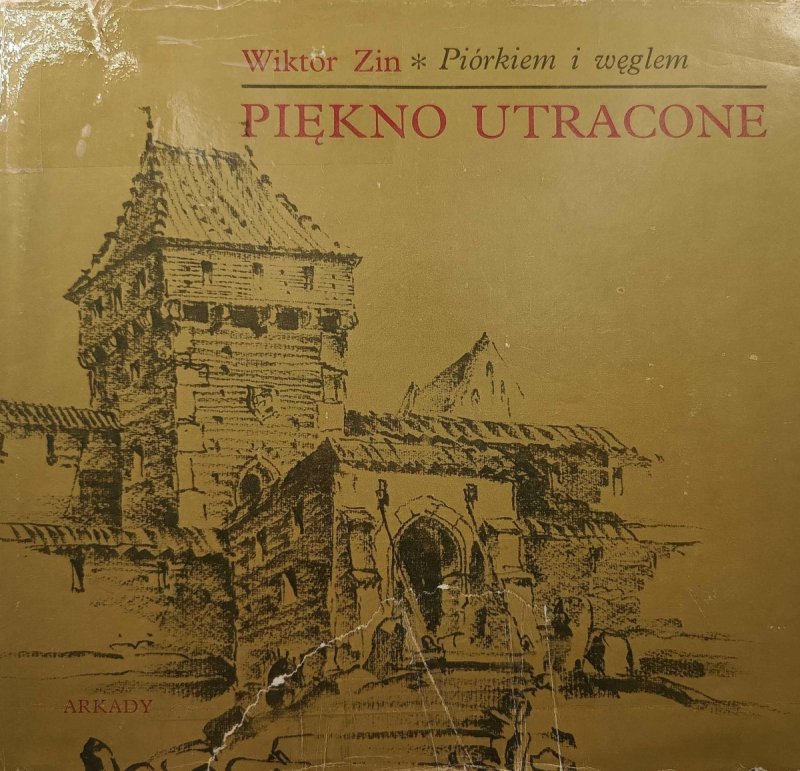 Wiktor Zin * Piórkiem i węglem
PIĘKNO UTRACONE
ARKADY